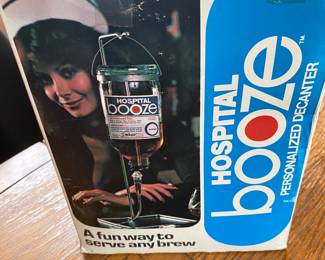 HOSPITAL
booze
HOSPITAL
booze™
PERSONALIZED DECANTER
A fun way to
serve any brew